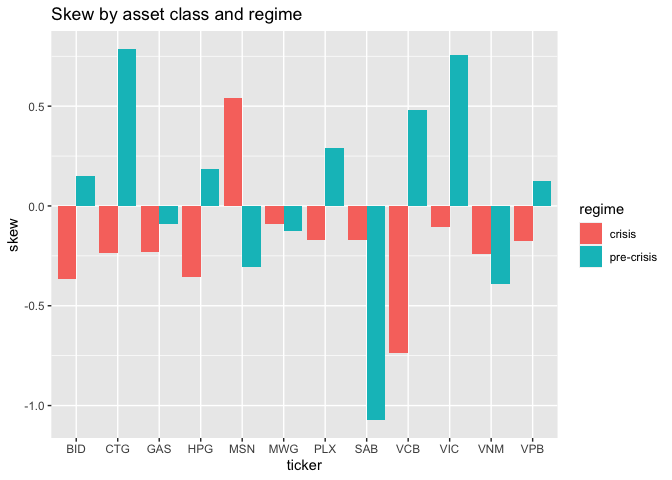 Skew by asset class and regime
skew
0.5
0.0
-0.5
-1.0
BID CTG GAS HPG MSN MWG PLX SAB VCB VIC VNM VPB
ticker
regime
crisis
pre-crisis